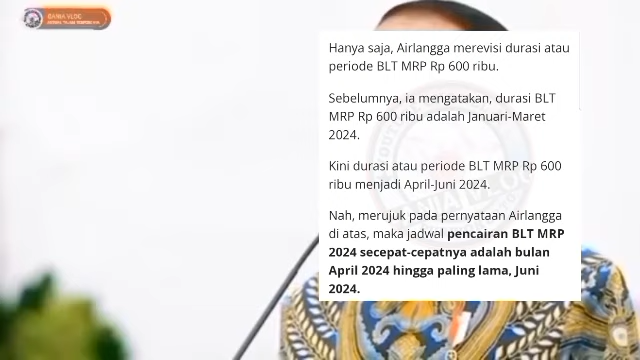 DANIA VLOG
Hanya saja, Airlangga merevisi durasi atau
periode BLT MRP Rp 600 ribu.
Sebelumnya, ia mengatakan, durasi BLT
MRP Rp 600 ribu adalah Januari-Maret
2024.
Kini durasi atau periode BLT MRP Rp 600
ribu menjadi April-Juni 2024.
Nah, merujuk pada pernyataan Airlangga
di atas, maka jadwal pencairan BLT MRP
2024 secepat-cepatnya adalah bulan
April 2024 hingga paling lama, Juni
2024.